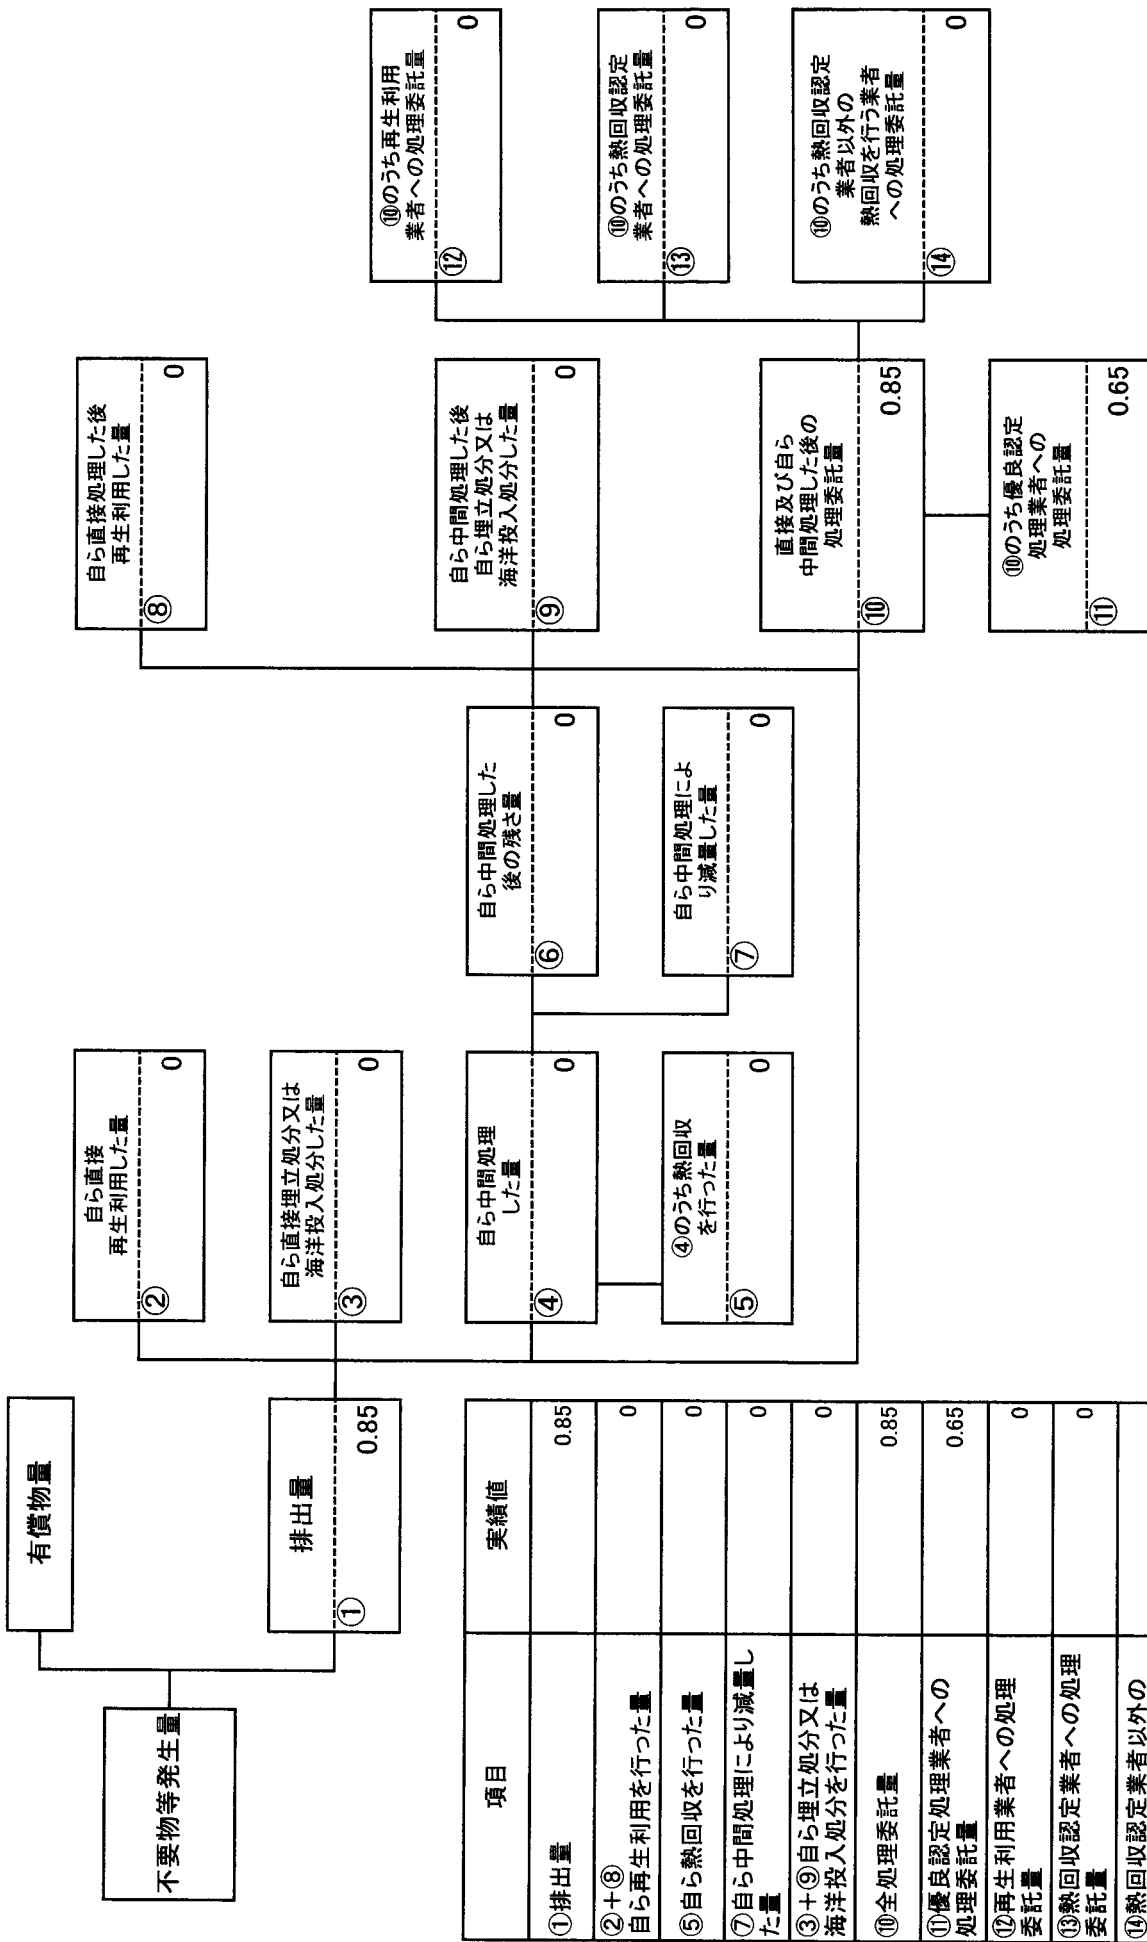 不要物等発生量
有償物量
排出量
①
0.85
自ら直接
再生利用した量
②
0
自ら直接埋立処分又は
海洋投入処分した量
③
0
自ら中間処理
した量
④
0
④のうち熱回収
を行った量
⑤
0
自ら中間処理した
後の残さ量
⑥
0
自ら中間処理によ
り減量した量
⑦
0
自ら直接処理した後
再生利用した量
⑧
0
自ら中間処理した後
自ら埋立処分又は
海洋投入処分した量
⑨
0
直接及び自ら
中間処理した後の
処理委託量
⑩
0.85
⑩のうち優良認定
処理業者への
処理委託量
⑪
0.65
⑩のうち再生利用
業者への処理委託量
⑫
0
⑩のうち熱回収認定
業者への処理委託量
⑬
0
⑩のうち熱回収認定
業者以外の
熱回収を行う業者
への処理委託量
⑭
0
項目 実績値
①排出量 0.85
②+⑧
自ら再生利用を行った量 0
⑤自ら熱回収を行った量 0
⑦自ら中間処理により減量し
た量 0
③+⑨自ら埋立処分又は
海洋投入処分を行った量 0
⑩全処理委託量 0.85
⑪優良認定処理業者への
処理委託量 0.65
⑫再生利用業者への処理
委託量 0
⑬熱回収認定業者への処理
委託量 0
⑭熱回収認定業者以外の